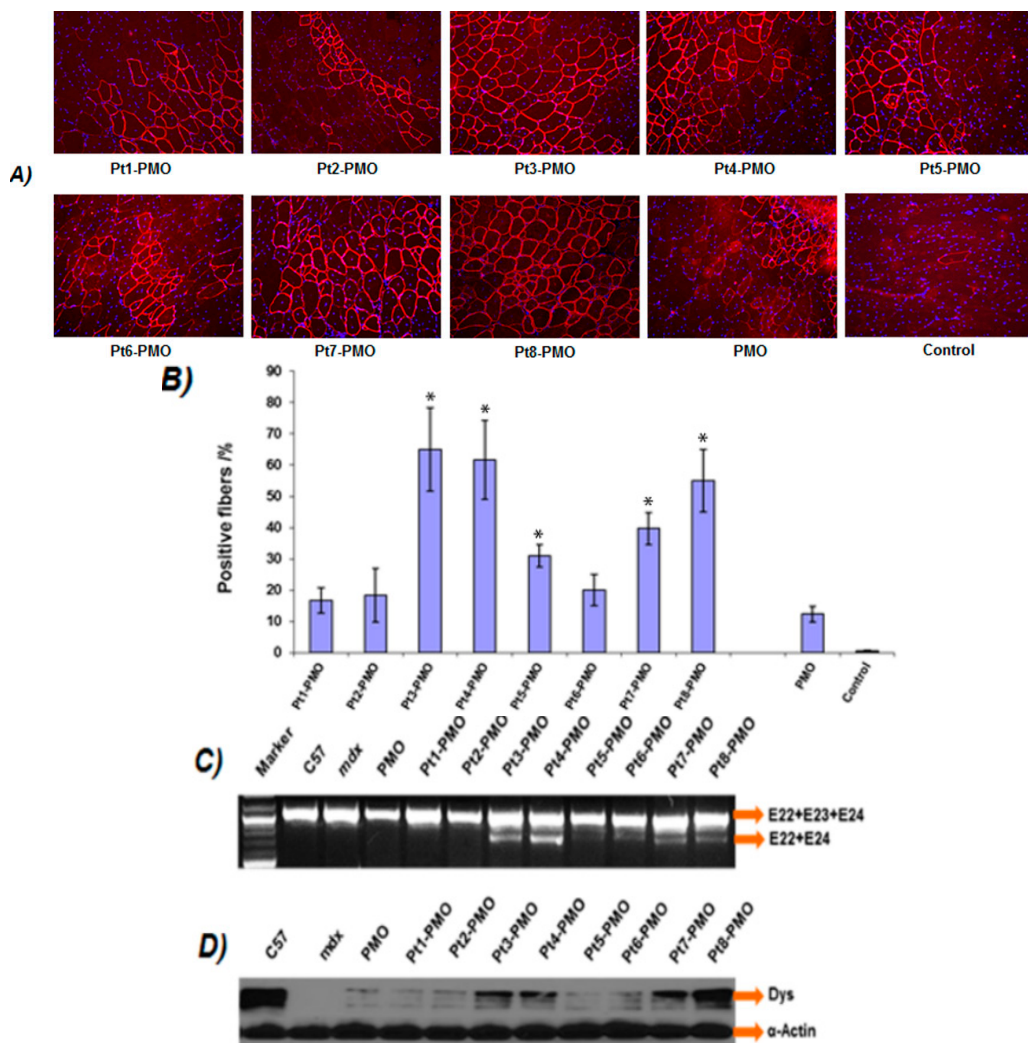 Pt1-PMO Pt2-PMO Pt3-PMO Pt4-PMO Pt5-PMO
A)
Pt6-PMO Pt7-PMO Pt8-PMO PMO Control
B)
Positive fibers /%
90
80
70
60
50
40
30
20
10
0
* * * * *
Pt1-PMO Pt2-PMO Pt3-PMO Pt4-PMO Pt5-PMO Pt6-PMO Pt7-PMO Pt8-PMO PMO Control
C)
Marker C57 mdx PMO Pt1-PMO Pt2-PMO Pt3-PMO Pt4-PMO Pt5-PMO Pt6-PMO Pt7-PMO Pt8-PMO
E22+E23+E24
E22+E24
D)
C57 mdx PMO Pt1-PMO Pt2-PMO Pt3-PMO Pt4-PMO Pt5-PMO Pt6-PMO Pt7-PMO Pt8-PMO
Dys
α-Actin